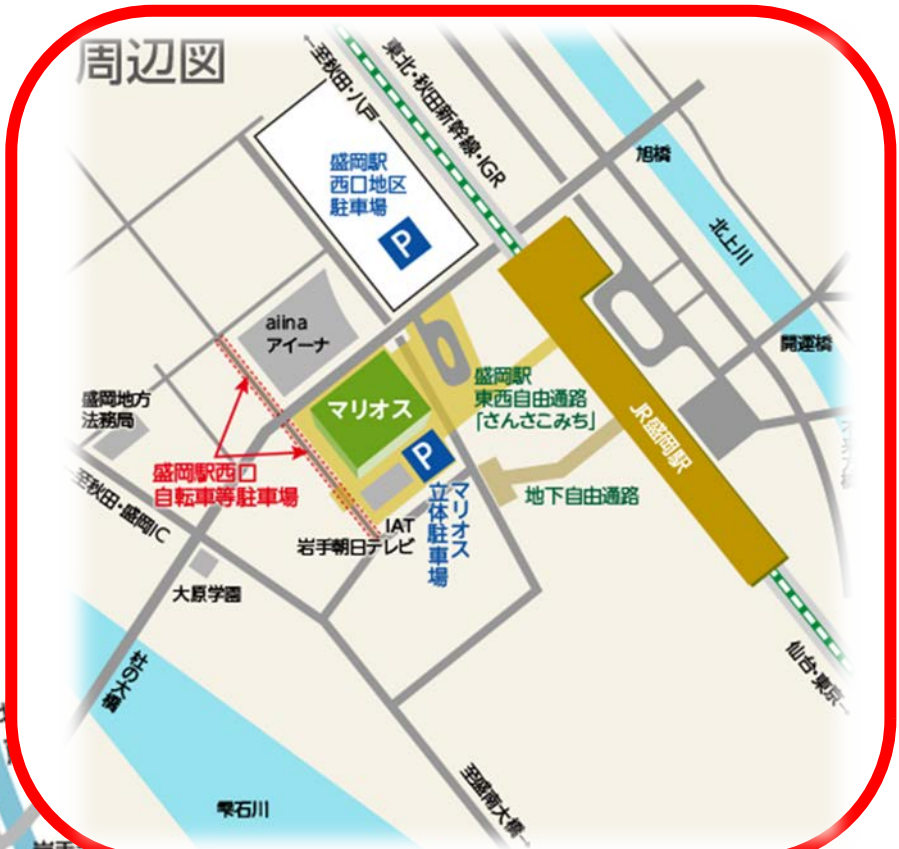 周辺図
←至秋田・八戸
東北・秋田新幹線・IGR
旭橋
北上川
開運橋
盛岡駅
西口地区
駐車場
P
aiina
アイーナ
盛岡地方
法務局
マリオス
P
盛岡駅
東西自由通路
「さんさこみち」
JR盛岡駅
盛岡駅西口
自転車等駐車場
地下自由通路
マリオス
立体駐車場
至秋田・盛岡IC
IAT
岩手朝日テレビ
大原学園
杜の大橋
仙台・東京→
至盛南大橋→
雫石川